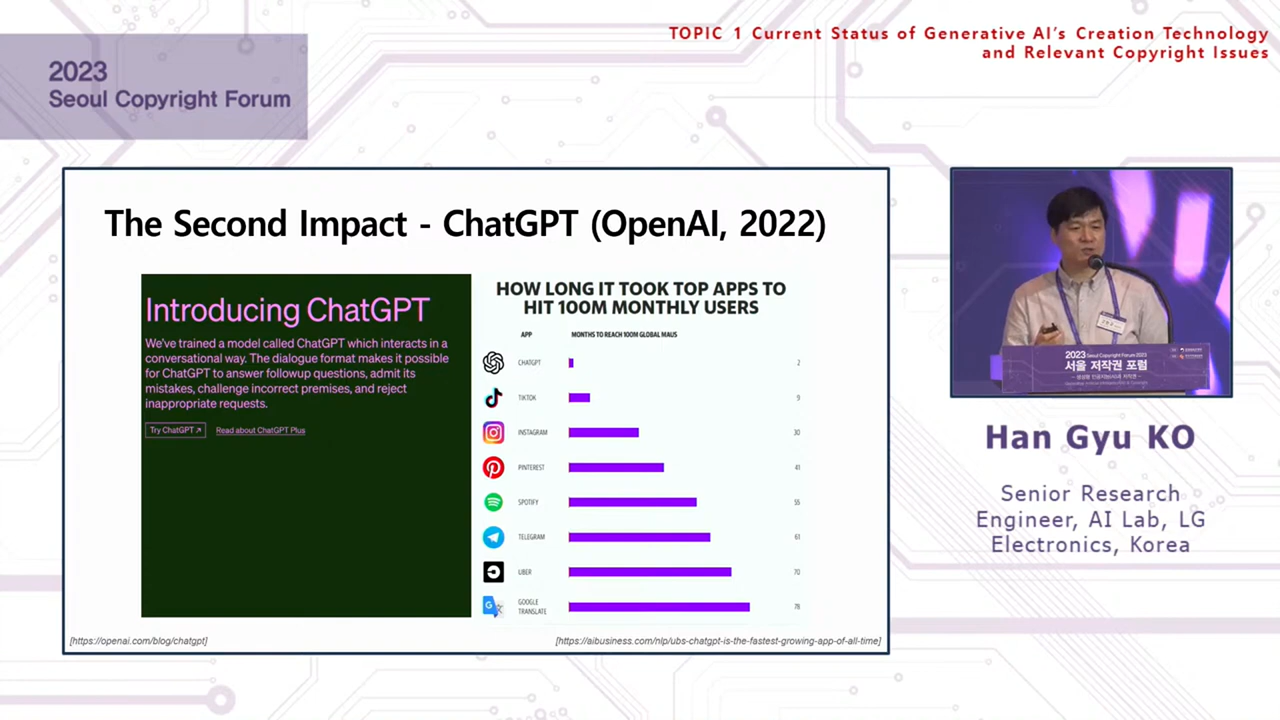 TOPIC 1 Current Status of Generative AI's Creation Technology
and Relevant Copyright Issues
2023
Seoul Copyright Forum
The Second Impact - ChatGPT (OpenAI, 2022)
Introducing ChatGPT
We've trained a model called ChatGPT which interacts in a
conversational way. The dialogue format makes it possible
for ChatGPT to answer followup questions, admit its
mistakes, challenge incorrect premises, and reject
inappropriate requests.
Try ChatGPT ↗ Read about ChatGPT Plus
HOW LONG IT TOOK TOP APPS TO
HIT 100M MONTHLY USERS
APP MONTHS TO REACH 100M GLOBAL MAUS
CHATGPT 2
TIKTOK 9
INSTAGRAM 30
PINTEREST 41
SPOTIFY 55
TELEGRAM 61
UBER 70
GOOGLE
TRANSLATE 78
[https://openai.com/blog/chatgpt]
[https://aibusiness.com/nlp/ubs-chatgpt-is-the-fastest-growing-app-of-all-time]
2023 Seoul Copyright Forum 2023
서울 저작권 포럼
Han Gyu KO
Senior Research
Engineer, AI Lab, LG
Electronics, Korea